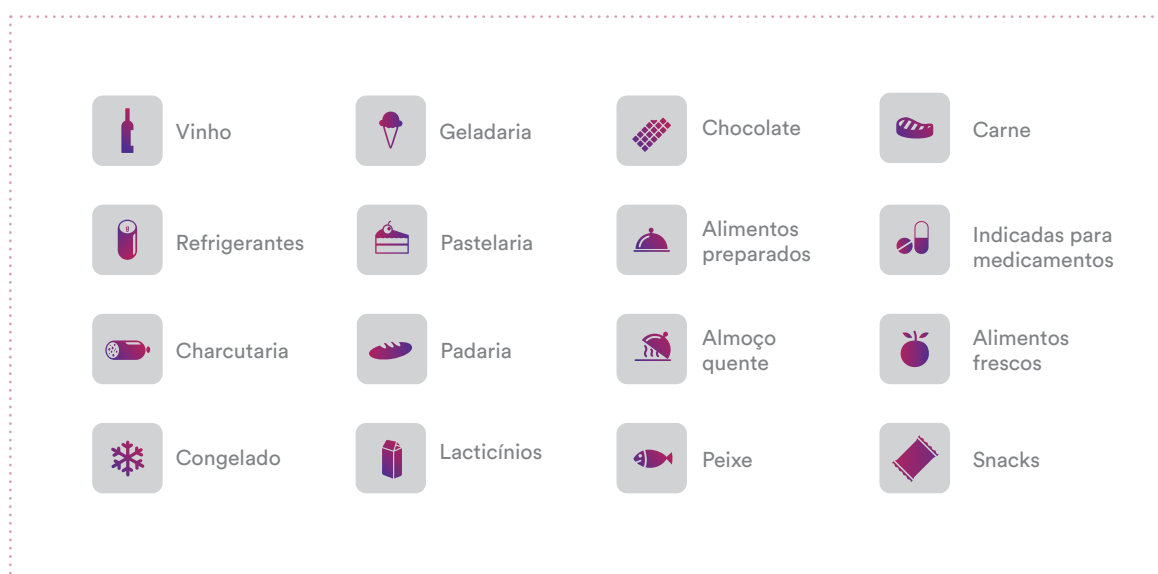 Vinho
Geladaria
Chocolate
Carne
Refrigerantes
Pastelaria
Alimentos
preparados
Indicadas para
medicamentos
Charcutaria
Padaria
Almoço
quente
Alimentos
frescos
Congelado
Lacticínios
Peixe
Snacks